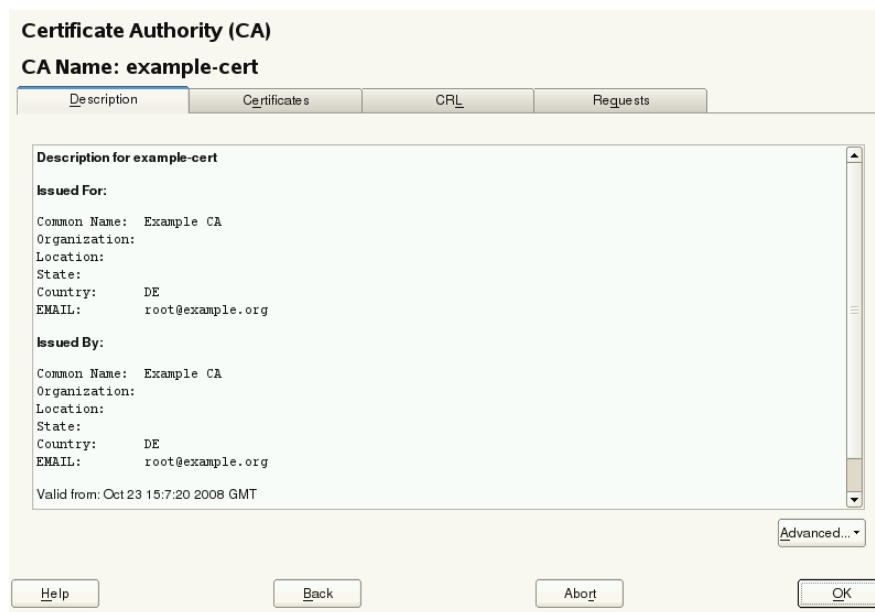 Certificate Authority (CA)
CA Name: example-cert
Description Certificates CRL Requests
Description for example-cert
Issued For:
Common Name: Example CA
Organization:
Location:
State:
Country: DE
EMAIL: root@example.org
Issued By:
Common Name: Example CA
Organization:
Location:
State:
Country: DE
EMAIL: root@example.org
Valid from: Oct 23 15:7:20 2008 GMT
Advanced...
Help Back Abort OK